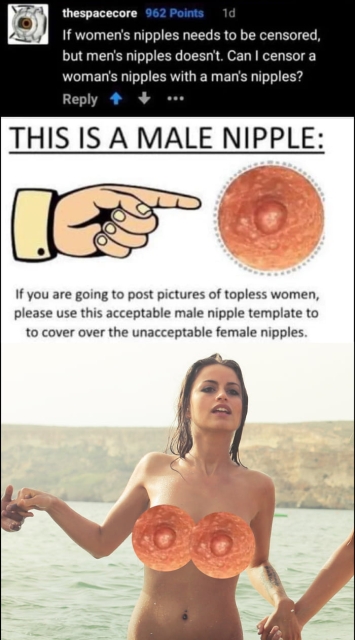 thespacecore 962 Points 1d
If women's nipples needs to be censored,
but men's nipples doesn't. Can I censor a
woman's nipples with a man's nipples?
Reply
THIS IS A MALE NIPPLE:
If you are going to post pictures of topless women,
please use this acceptable male nipple template to
to cover over the unacceptable female nipples.